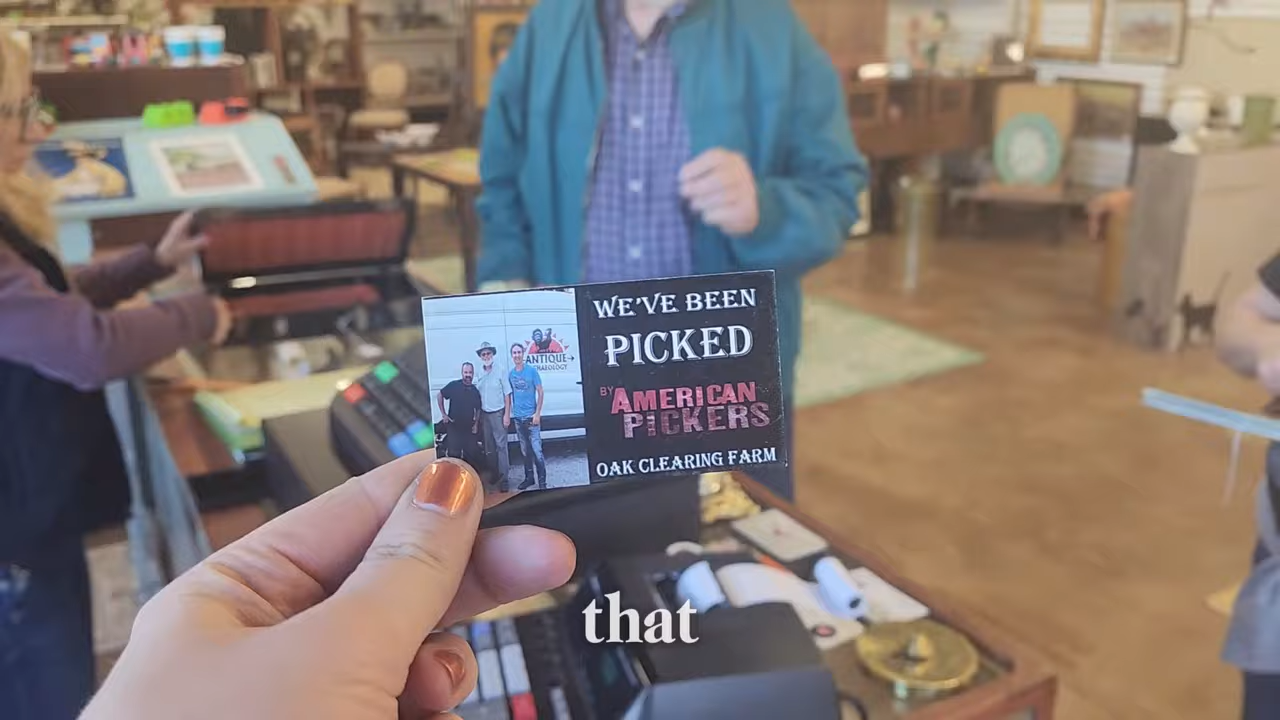 WE'VE BEEN
PICKED
BY AMERICAN
PICKERS
OAK CLEARING FARM
ANTIQUE
that